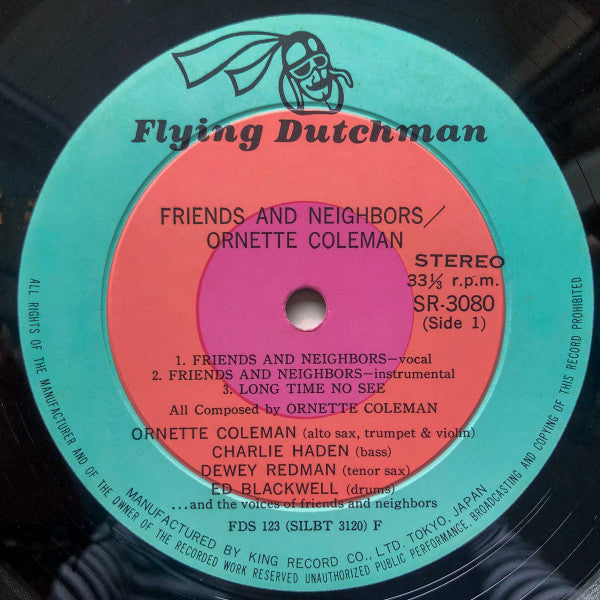 Flying Dutchman
FRIENDS AND NEIGHBORS/
ORNETTE COLEMAN
STEREO
33⅓ r.p.m.
SR-3080
(Side 1)
1. FRIENDS AND NEIGHBORS—vocal
2. FRIENDS AND NEIGHBORS—instrumental
3. LONG TIME NO SEE
All Composed by ORNETTE COLEMAN
ORNETTE COLEMAN (alto sax, trumpet & violin)
CHARLIE HADEN (bass)
DEWEY REDMAN (tenor sax)
ED BLACKWELL (drums)
...and the voices of friends and neighbors
FDS 123 (SILBT 3120) F
MANUFACTURED BY KING RECORD CO., LTD. TOKYO, JAPAN
ALL RIGHTS OF THE MANUFACTURER AND OF THE OWNER OF THE RECORDED WORK RESERVED UNAUTHORIZED PUBLIC PERFORMANCE, BROADCASTING AND COPYING OF THIS RECORD PROHIBITED